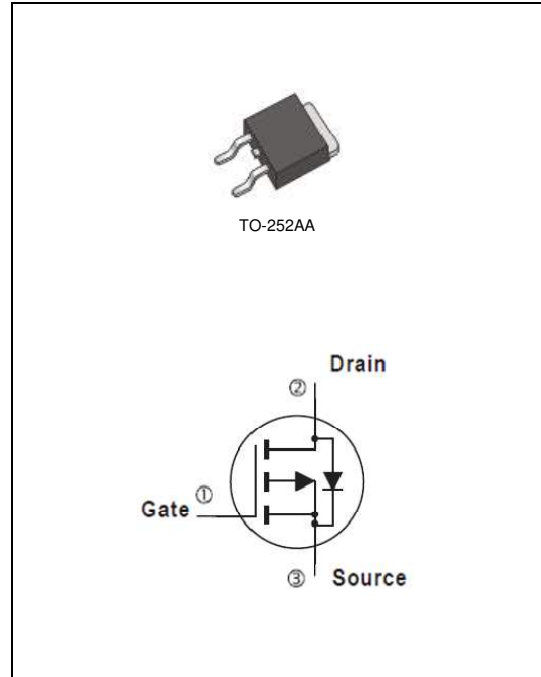 TO-252AA
Drain
②
Gate ①
③ Source